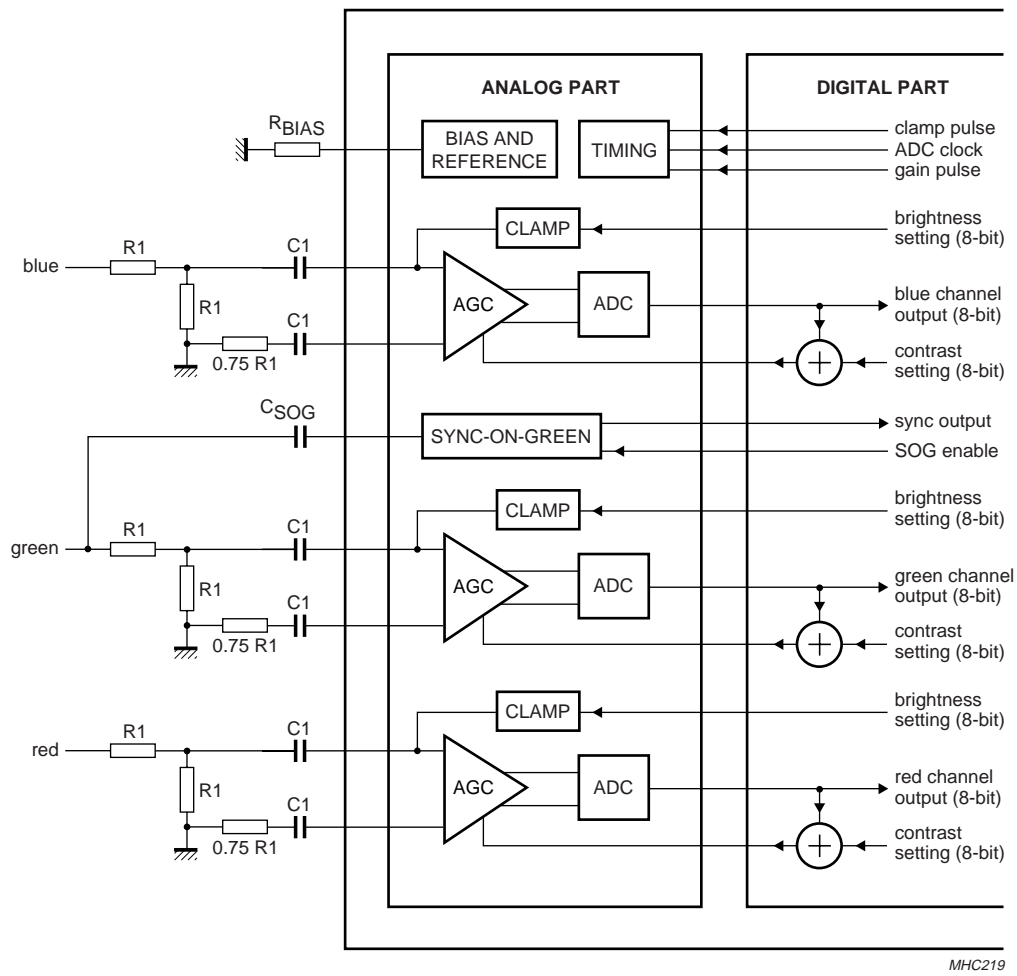 ANALOG PART
DIGITAL PART
RBIAS
BIAS AND
REFERENCE
TIMING
clamp pulse
ADC clock
gain pulse
CLAMP
brightness
setting (8-bit)
blue
R1
C1
R1
C1
0.75 R1
AGC
ADC
blue channel
output (8-bit)
contrast
setting (8-bit)
CSOG
SYNC-ON-GREEN
sync output
SOG enable
CLAMP
brightness
setting (8-bit)
green
R1
C1
R1
C1
0.75 R1
AGC
ADC
green channel
output (8-bit)
contrast
setting (8-bit)
CLAMP
brightness
setting (8-bit)
red
R1
C1
R1
C1
0.75 R1
AGC
ADC
red channel
output (8-bit)
contrast
setting (8-bit)
MHC219